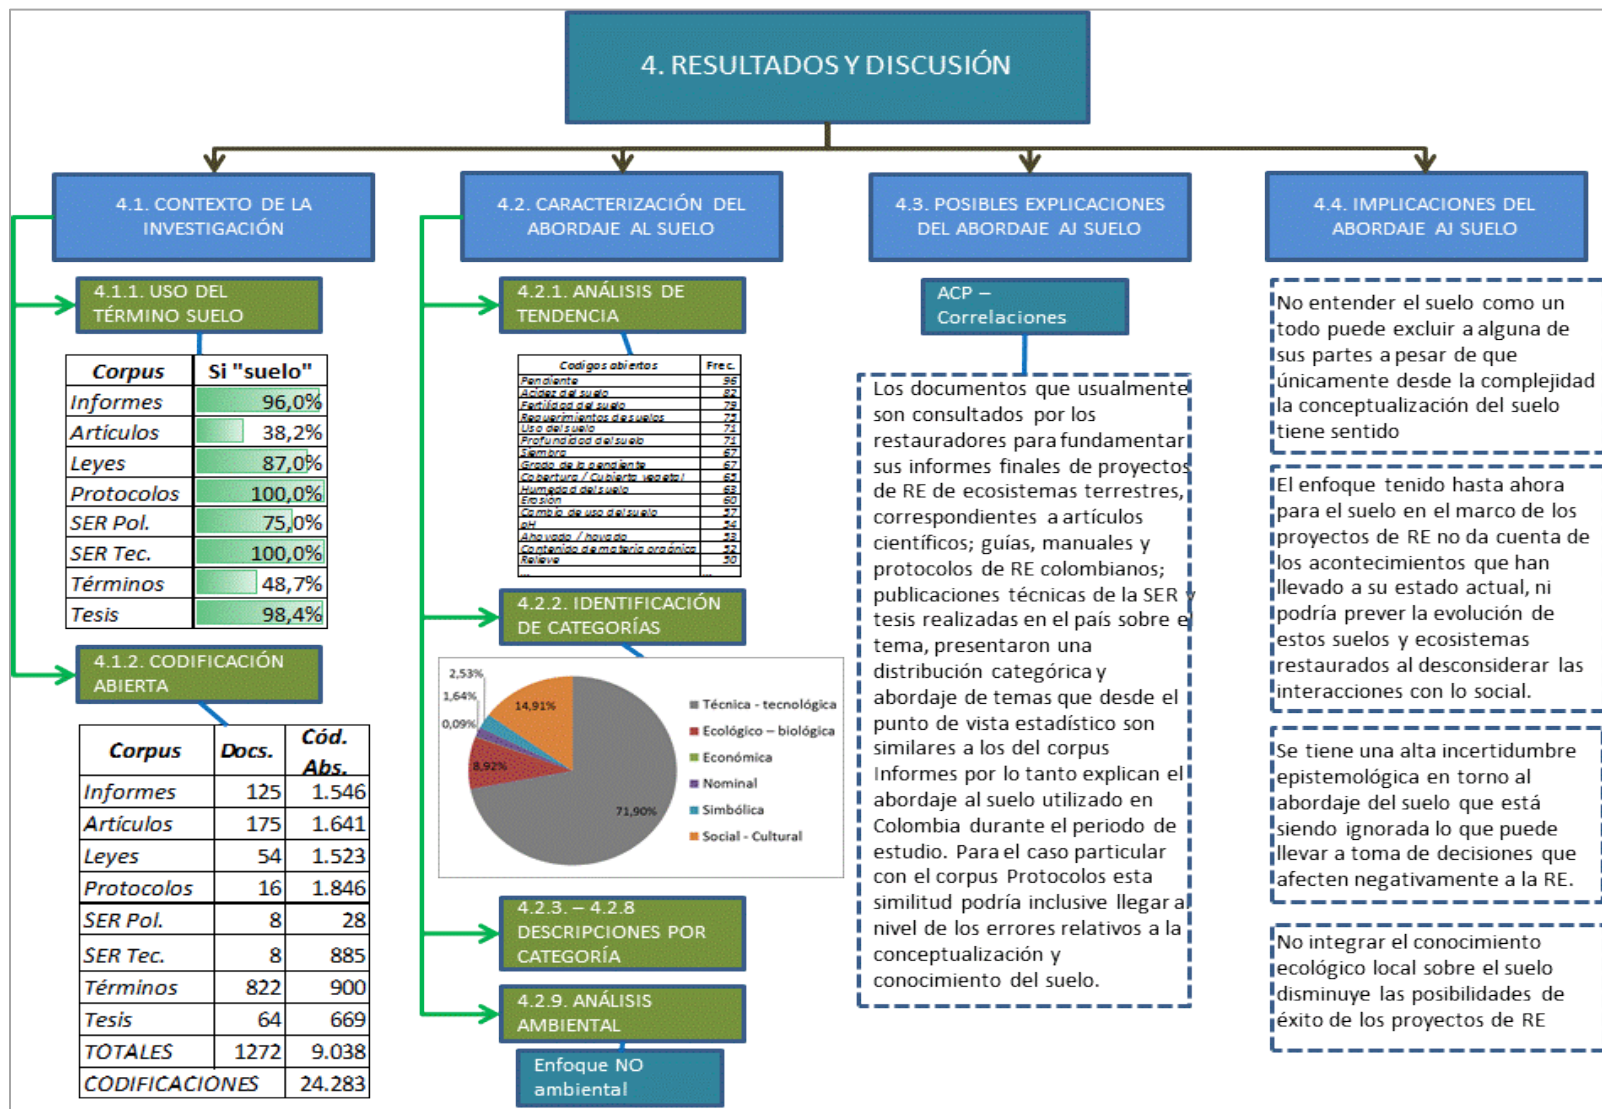 4. RESULTADOS Y DISCUSIÓN
4.1. CONTEXTO DE LA
INVESTIGACIÓN
4.1.1. USO DEL
TÉRMINO SUELO
Corpus Si "suelo"
Informes 96,0%
Artículos 38,2%
Leyes 87,0%
Protocolos 100,0%
SER Pol. 75,0%
SER Tec. 100,0%
Términos 48,7%
Tesis 98,4%
4.1.2. CODIFICACIÓN
ABIERTA
Corpus Docs. Cód.
Abs.
Informes 125 1.546
Artículos 175 1.641
Leyes 54 1.523
Protocolos 16 1.846
SER Pol. 8 28
SER Tec. 8 885
Términos 822 900
Tesis 64 669
TOTALES 1272 9.038
CODIFICACIONES 24.283
4.2. CARACTERIZACIÓN DEL
ABORDAJE AL SUELO
4.2.1. ANÁLISIS DE
TENDENCIA
Codigos abiertos Frec.
Pendiente 96
Acidez del suelo 82
Fertilidad del suelo 79
Requerimientos de suelos 75
Uso del suelo 71
Profundidad del suelo 71
Siembra 67
Grado de la pendiente 67
Cobertura / Cubierta vegetal 65
Humedad del suelo 63
Erosión 60
Cambio de uso del suelo 57
pH 54
Ahoyado / hoyado 53
Contenido de materia orgánica 52
Relieve 50
... ...
4.2.2. IDENTIFICACIÓN
DE CATEGORÍAS
2,53%
1,64%
0,09%
14,91%
8,92%
71,90%
Técnica - tecnológica
Ecológico – biológica
Económica
Nominal
Simbólica
Social - Cultural
4.2.3. – 4.2.8
DESCRIPCIONES POR
CATEGORÍA
4.2.9. ANÁLISIS
AMBIENTAL
Enfoque NO
ambiental
4.3. POSIBLES EXPLICACIONES
DEL ABORDAJE AJ SUELO
ACP –
Correlaciones
Los documentos que usualmente
son consultados por los
restauradores para fundamentar
sus informes finales de proyectos
de RE de ecosistemas terrestres,
correspondientes a artículos
científicos; guías, manuales y
protocolos de RE colombianos;
publicaciones técnicas de la SER y
tesis realizadas en el país sobre el
tema, presentaron una
distribución categórica y
abordaje de temas que desde el
punto de vista estadístico son
similares a los del corpus
Informes por lo tanto explican el
abordaje al suelo utilizado en
Colombia durante el periodo de
estudio. Para el caso particular
con el corpus Protocolos esta
similitud podría inclusive llegar a
nivel de los errores relativos a la
conceptualización y
conocimiento del suelo.
4.4. IMPLICACIONES DEL
ABORDAJE AJ SUELO
No entender el suelo como un
todo puede excluir a alguna de
sus partes a pesar de que
únicamente desde la complejidad
la conceptualización del suelo
tiene sentido
El enfoque tenido hasta ahora
para el suelo en el marco de los
proyectos de RE no da cuenta de
los acontecimientos que han
llevado a su estado actual, ni
podría prever la evolución de
estos suelos y ecosistemas
restaurados al desconsiderar las
interacciones con lo social.
Se tiene una alta incertidumbre
epistemológica en torno al
abordaje del suelo que está
siendo ignorada lo que puede
llevar a toma de decisiones que
afecten negativamente a la RE.
No integrar el conocimiento
ecológico local sobre el suelo
disminuye las posibilidades de
éxito de los proyectos de RE